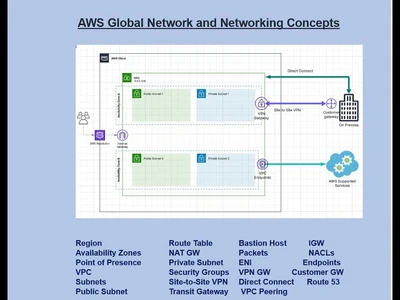 AWS Global Network and Networking Concepts
AWS Cloud
VPC
Direct Connect
Availability Zone A
Public Subnet 1
Private Subnet 1
VPN
Gateway
Site to Site VPN
Customer
gateway
On Premise
Internet
Gateway
Availability Zone B
Public Subnet 2
Private Subnet 2
VPC
Endpoints
AWS Supported
Services
Region Route Table Bastion Host IGW
Availability Zones NAT GW Packets NACLs
Point of Presence Private Subnet ENI Endpoints
VPC Security Groups VPN GW Customer GW
Subnets Site-to-Site VPN Direct Connect Route 53
Public Subnet Transit Gateway VPC Peering